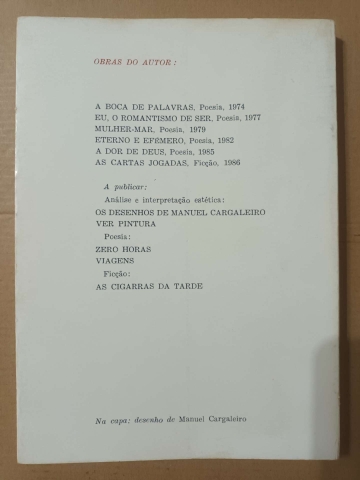 OBRAS DO AUTOR:
A BOCA DE PALAVRAS, Poesia, 1974
EU, O ROMANTISMO DE SER, Poesia, 1977
MULHER-MAR, Poesia, 1979
ETERNO E EFÉMERO, Poesia, 1982
A DOR DE DEUS, Poesia, 1985
AS CARTAS JOGADAS, Ficção, 1986
A publicar:
Análise e interpretação estética:
OS DESENHOS DE MANUEL CARGALEIRO
VER PINTURA
Poesia:
ZERO HORAS
VIAGENS
Ficção:
AS CIGARRAS DA TARDE
Na capa: desenho de Manuel Cargaleiro